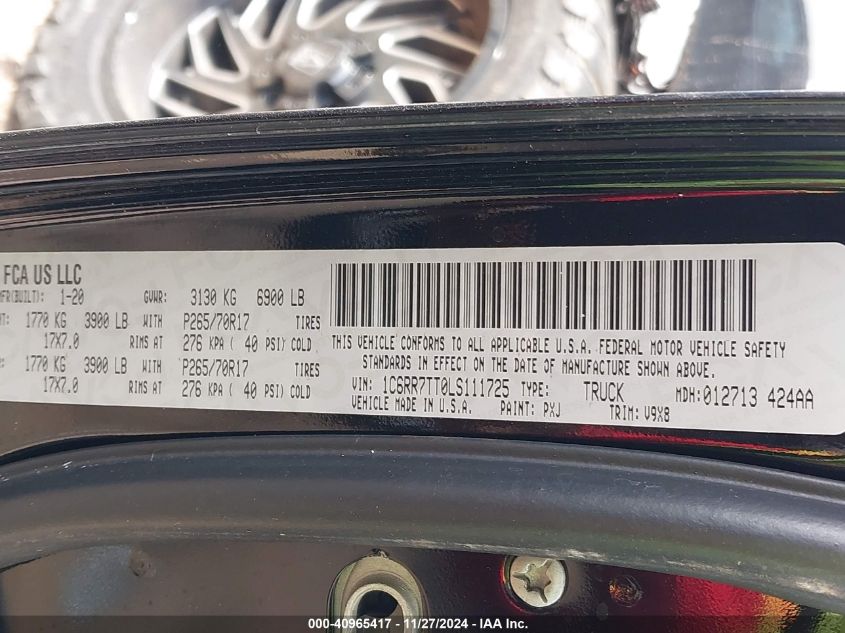 FCA US LLC
MFR(BUILT): 1-20 GVWR: 3130 KG 6900 LB
1770 KG 3900 LB WITH P265/70R17 TIRES
17X7.0 RIMS AT 276 KPA ( 40 PSI) COLD
1770 KG 3900 LB WITH P265/70R17 TIRES
17X7.0 RIMS AT 276 KPA ( 40 PSI) COLD
THIS VEHICLE CONFORMS TO ALL APPLICABLE U.S.A. FEDERAL MOTOR VEHICLE SAFETY
STANDARDS IN EFFECT ON THE DATE OF MANUFACTURE SHOWN ABOVE.
VIN: 1C6RR7TT0LS111725 TYPE: TRUCK MDH:012713 424AA
VEHICLE MADE IN U.S.A. PAINT: PXJ TRIM: V9X8
000-40965417 - 11/27/2024 - IAA Inc.